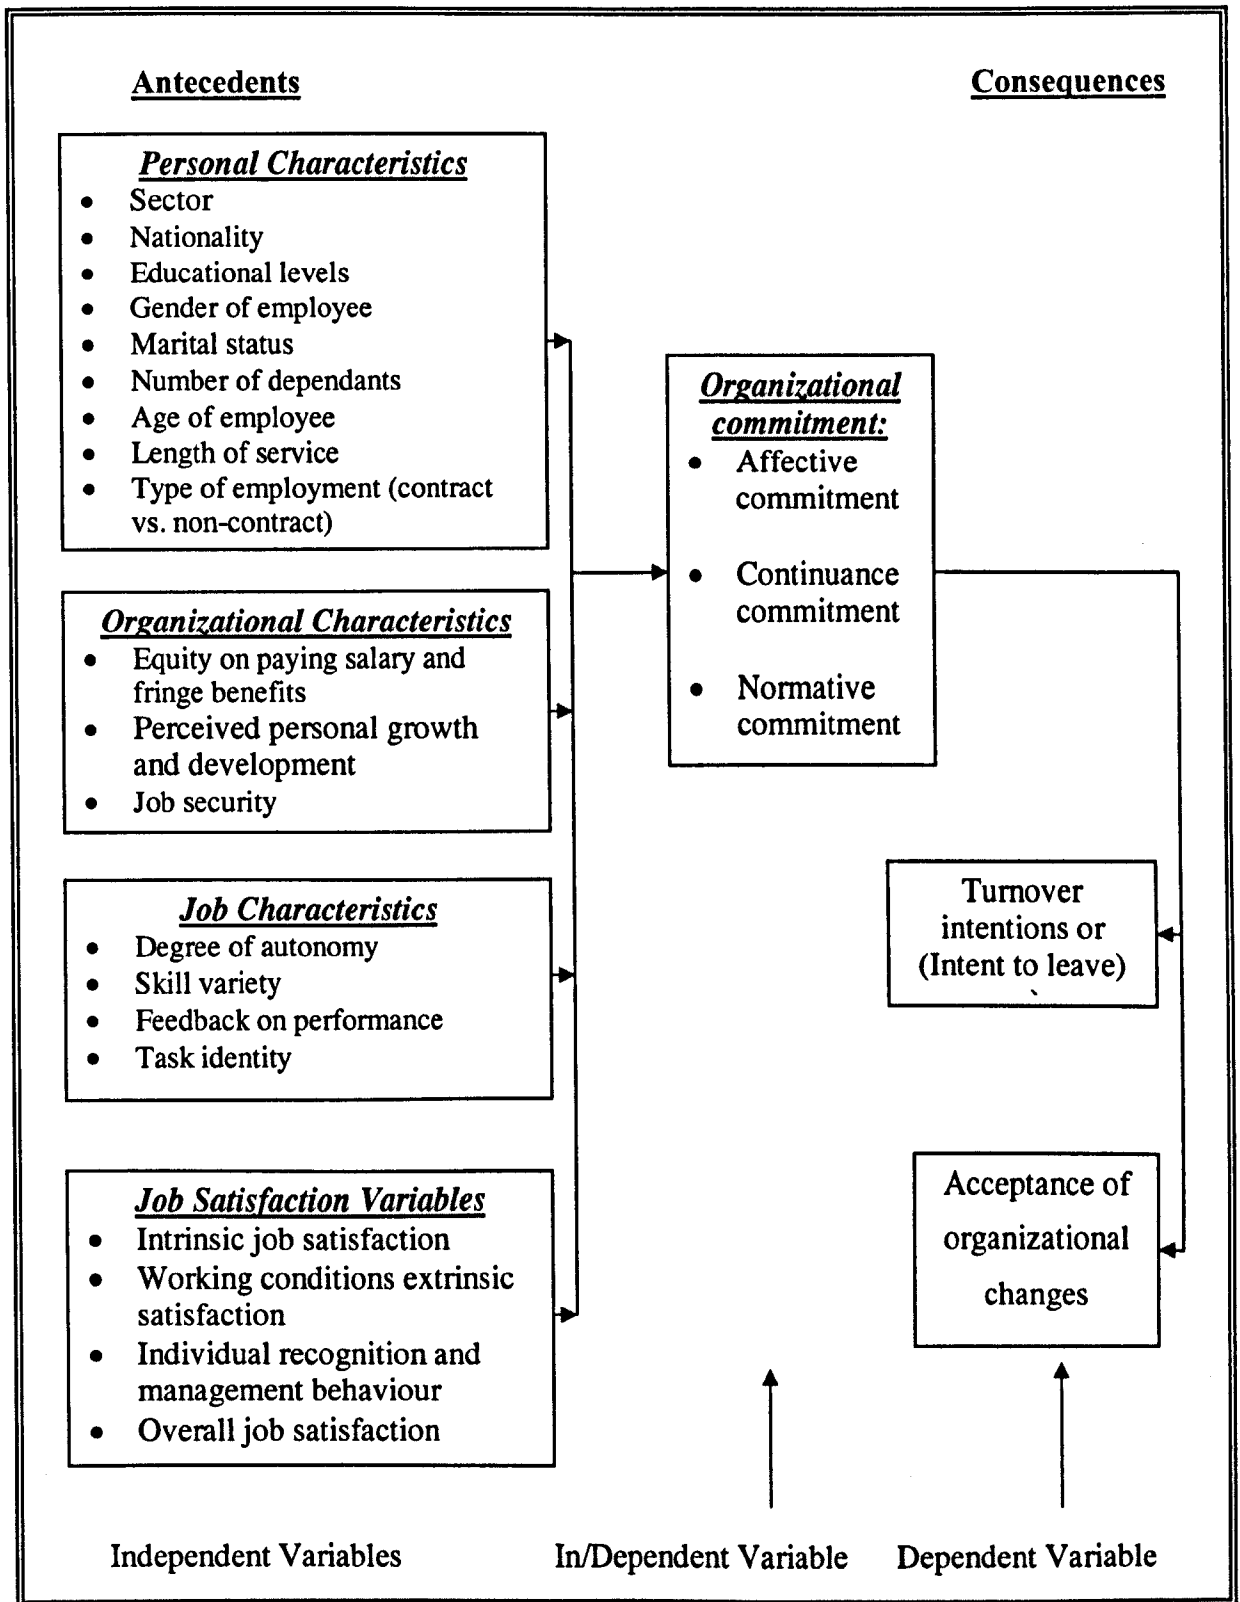 Antecedents
Consequences
Personal Characteristics
• Sector
• Nationality
• Educational levels
• Gender of employee
• Marital status
• Number of dependants
• Age of employee
• Length of service
• Type of employment (contract
vs. non-contract)
Organizational Characteristics
• Equity on paying salary and
fringe benefits
• Perceived personal growth
and development
• Job security
Job Characteristics
• Degree of autonomy
• Skill variety
• Feedback on performance
• Task identity
Job Satisfaction Variables
• Intrinsic job satisfaction
• Working conditions extrinsic
satisfaction
• Individual recognition and
management behaviour
• Overall job satisfaction
Organizational
commitment:
• Affective
commitment
• Continuance
commitment
• Normative
commitment
Turnover
intentions or
(Intent to leave)
Acceptance of
organizational
changes
Independent Variables
In/Dependent Variable
Dependent Variable